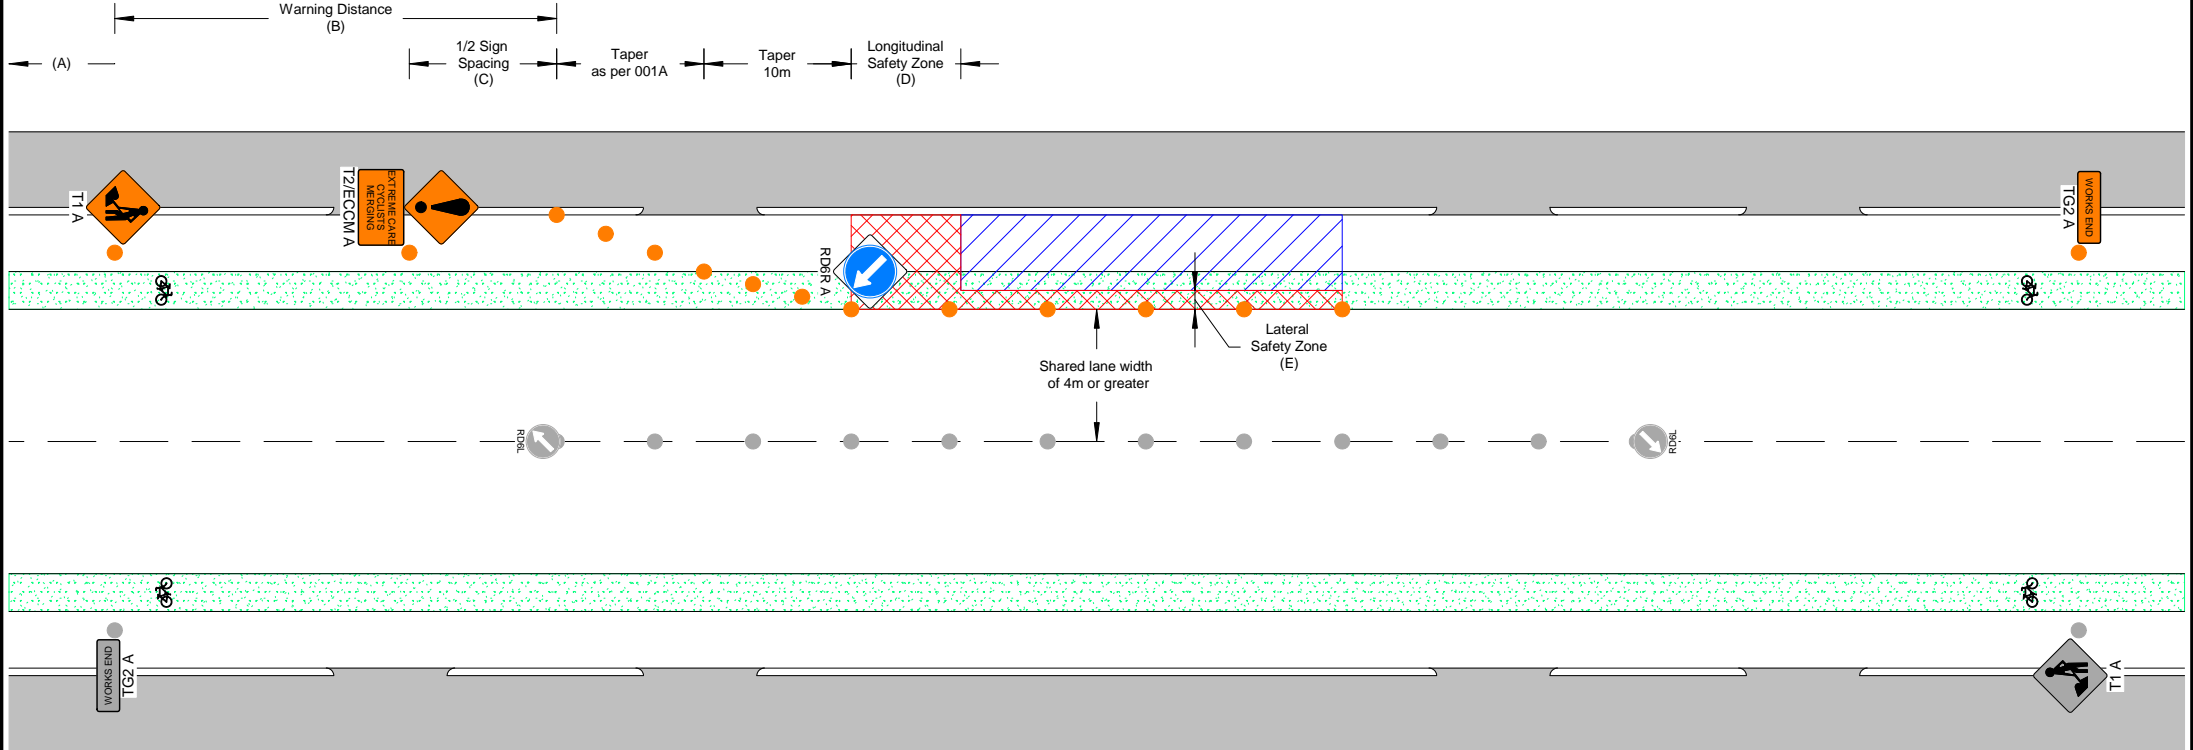 Warning Distance
(B)
(A)
1/2 Sign
Spacing
(C)
Taper
as per 001A
Taper
10m
Longitudinal
Safety Zone
(D)
T1 A
T2/ECCM A
EXTREME CARE
CYCLISTS
MERGING
RD6R A
TG2 A
WORKS END
Lateral
Safety Zone
(E)
Shared lane width
of 4m or greater
RD6L
RD6L
WORKS END
TG2 A
T1 A